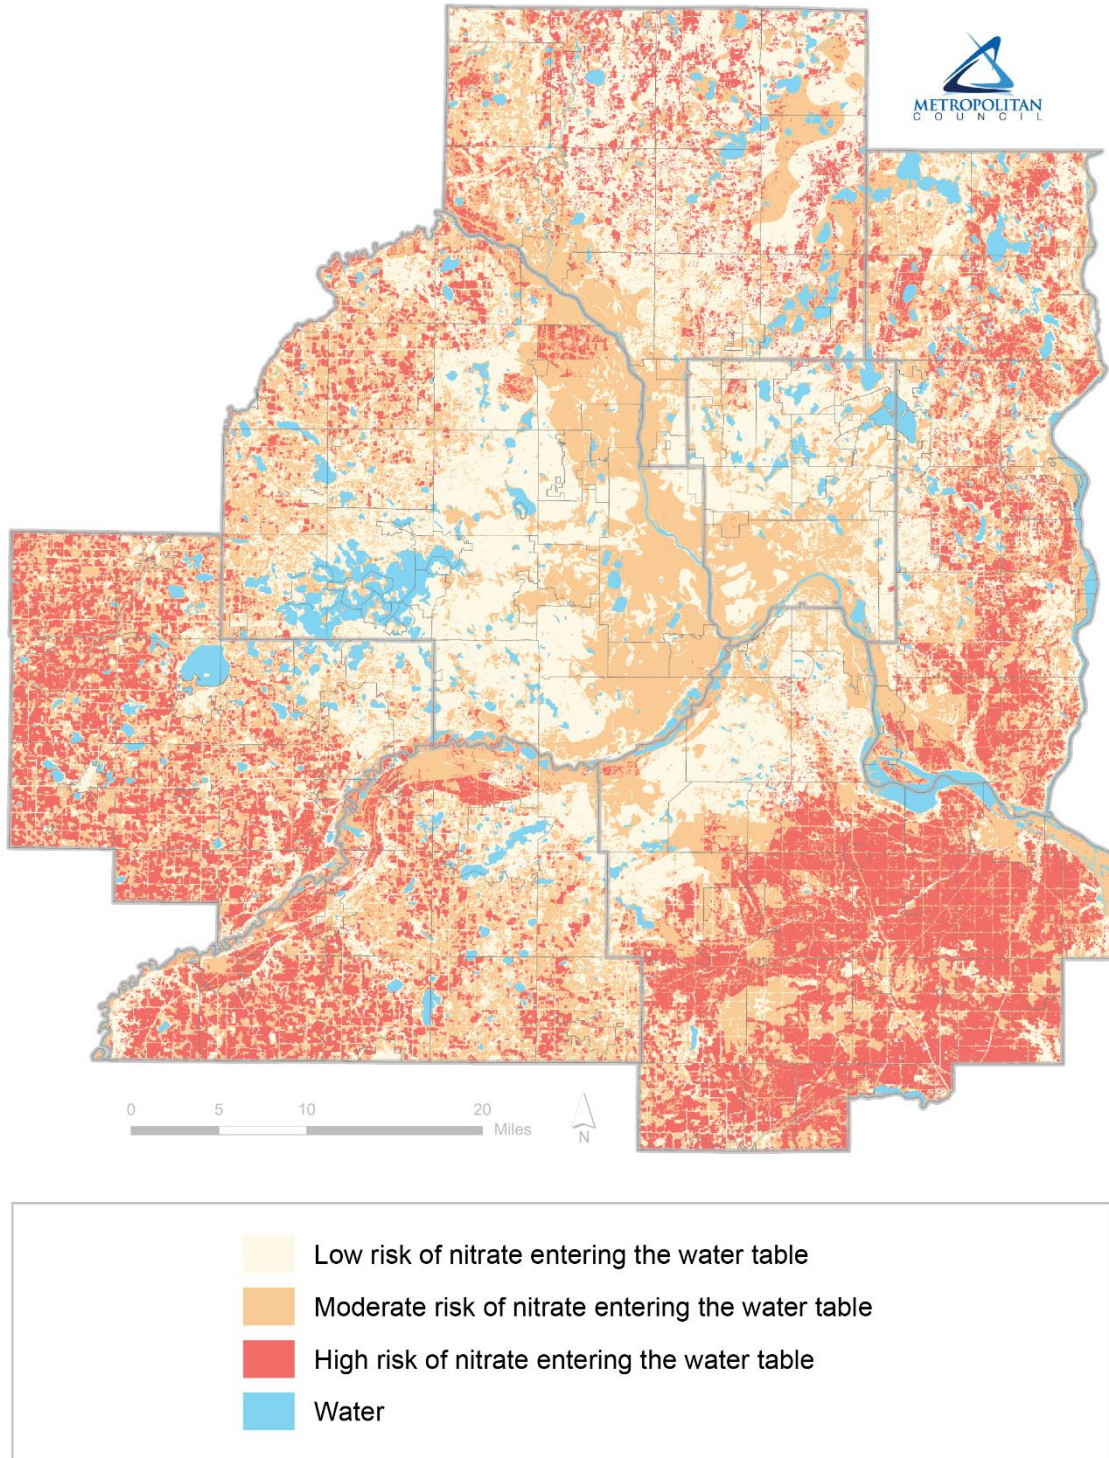 METROPOLITAN
COUNCIL
0 5 10 20
Miles
N
Low risk of nitrate entering the water table
Moderate risk of nitrate entering the water table
High risk of nitrate entering the water table
Water